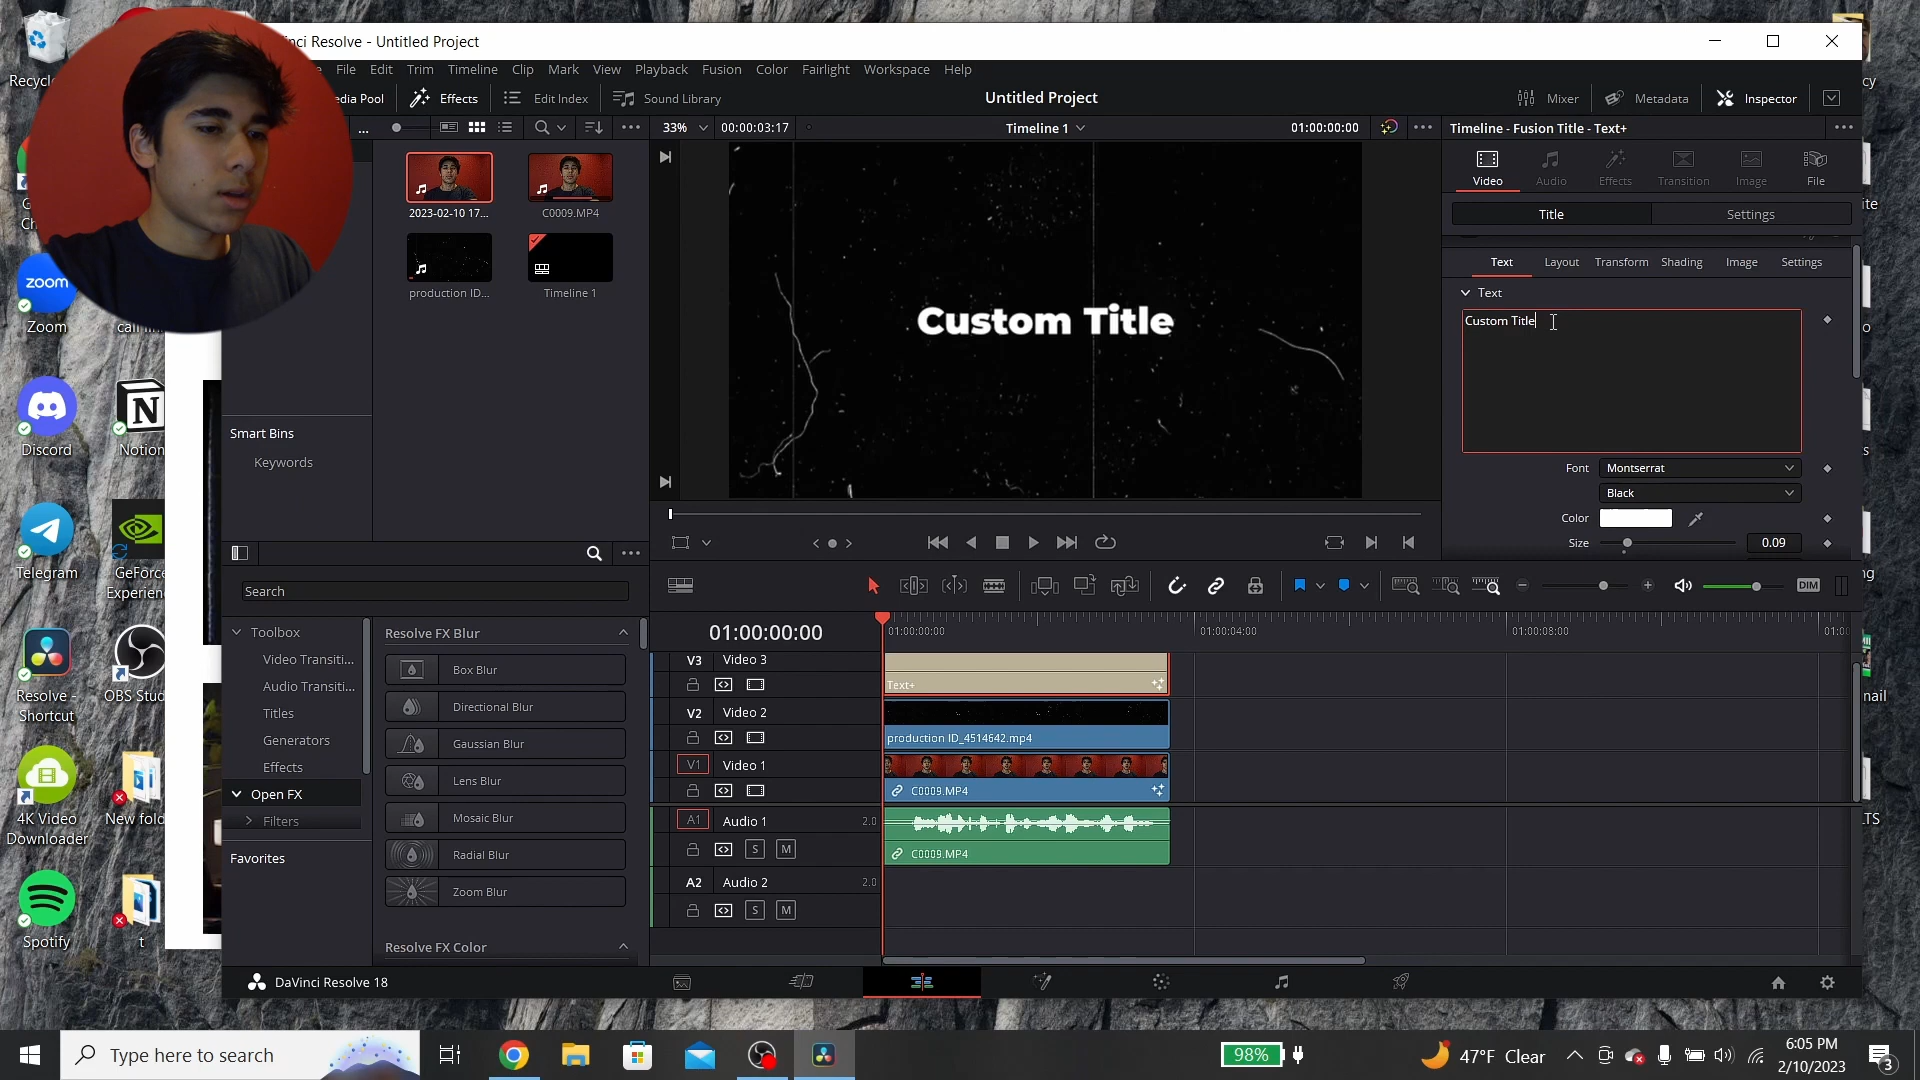 Recycle
inci Resolve - Untitled Project
File Edit Trim Timeline Clip Mark View Playback Fusion Color Fairlight Workspace Help
edia Pool Effects Edit Index Sound Library
Untitled Project
Mixer Metadata Inspector
33% 00:00:03:17
Timeline 1
01:00:00:00
Timeline - Fusion Title - Text+
Video Audio Effects Transition Image File
Title Settings
Text Layout Transform Shading Image Settings
Text
Custom Title
Font Montserrat
Black
Color
Size 0.09
2023-02-10 17...
C0009.MP4
production ID...
Timeline 1
Custom Title
Smart Bins
Keywords
Search
Toolbox
Video Transiti...
Audio Transiti...
Titles
Generators
Effects
Open FX
Filters
Favorites
Resolve FX Blur
Box Blur
Directional Blur
Gaussian Blur
Lens Blur
Mosaic Blur
Radial Blur
Zoom Blur
Resolve FX Color
DIM
01:00:00:00
01:00:00:00 01:00:04:00 01:00:08:00 01:00
V3 Video 3
Text+
V2 Video 2
production ID_4514642.mp4
V1 Video 1
C0009.MP4
A1 Audio 1 2.0
S M
C0009.MP4
A2 Audio 2 2.0
S M
DaVinci Resolve 18
zoom
Zoom
Discord
Notion
Telegram
GeForce
Experien
Resolve -
Shortcut
OBS Stud
4K Video
Downloader
New fold
Spotify
t
Type here to search
98%
47°F Clear
6:05 PM
2/10/2023
3